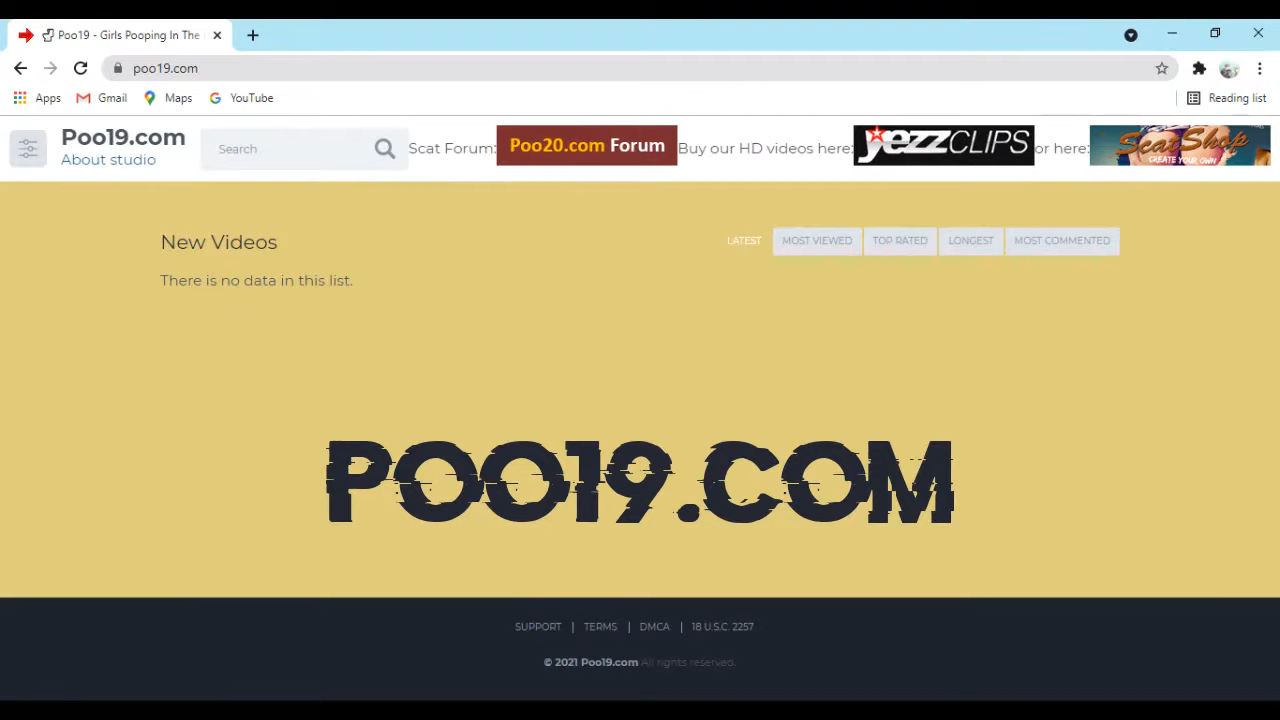 Poo19 - Girls Pooping In The
poo19.com
Apps Gmail Maps YouTube Reading list
Poo19.com
About studio
Search
Scat Forum: Poo20.com Forum Buy our HD videos here: yezzCLIPS or here: ScatShop
CREATE YOUR OWN
New Videos
LATEST MOST VIEWED TOP RATED LONGEST MOST COMMENTED
There is no data in this list.
POO19.COM
SUPPORT | TERMS | DMCA | 18 U.S.C. 2257
© 2021 Poo19.com All rights reserved.